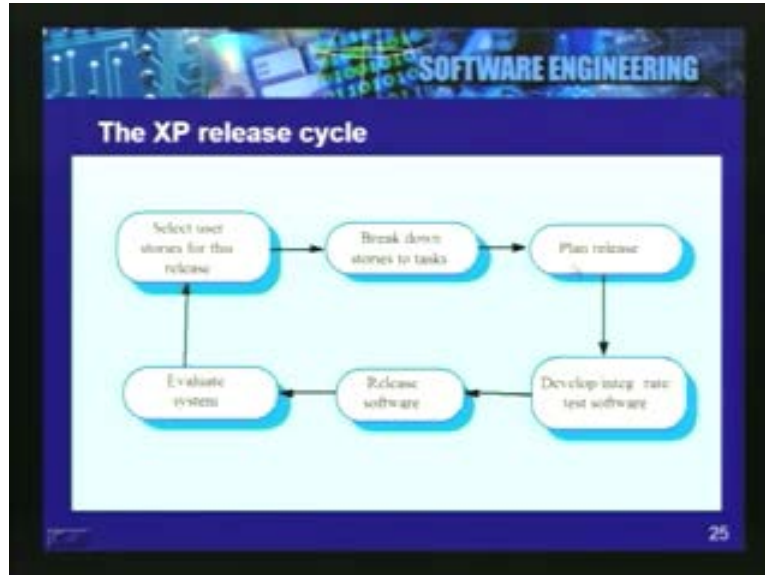 SOFTWARE ENGINEERING
The XP release cycle
Select user
stories for this
release
Break down
stories to tasks
Plan release
Evaluate
system
Release
software
Develop/integ rate
test software
25